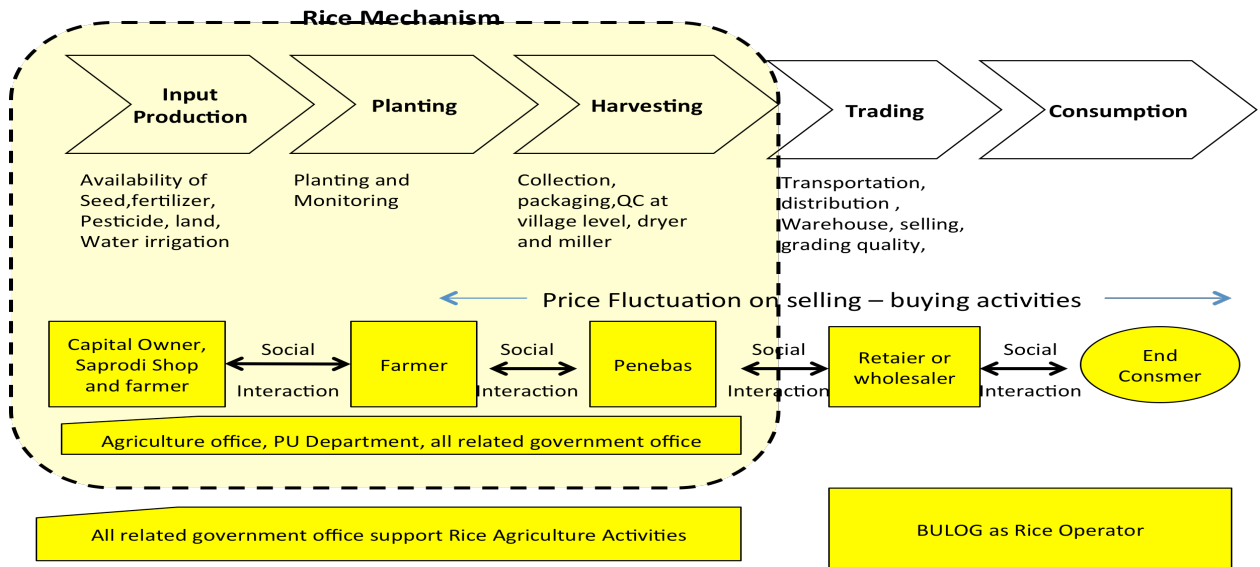 Rice Mechanism
Input
Production
Planting
Harvesting
Trading
Consumption
Availability of
Seed,fertilizer,
Pesticide, land,
Water irrigation
Planting and
Monitoring
Collection,
packaging,QC at
village level, dryer
and miller
Transportation,
distribution ,
Warehouse, selling,
grading quality,
Price Fluctuation on selling – buying activities
Capital Owner,
Saprodi Shop
and farmer
Social
Interaction
Farmer
Social
Interaction
Penebas
Social
Interaction
Retaier or
wholesaler
Social
Interaction
End
Consmer
Agriculture office, PU Department, all related government office
All related government office support Rice Agriculture Activities
BULOG as Rice Operator